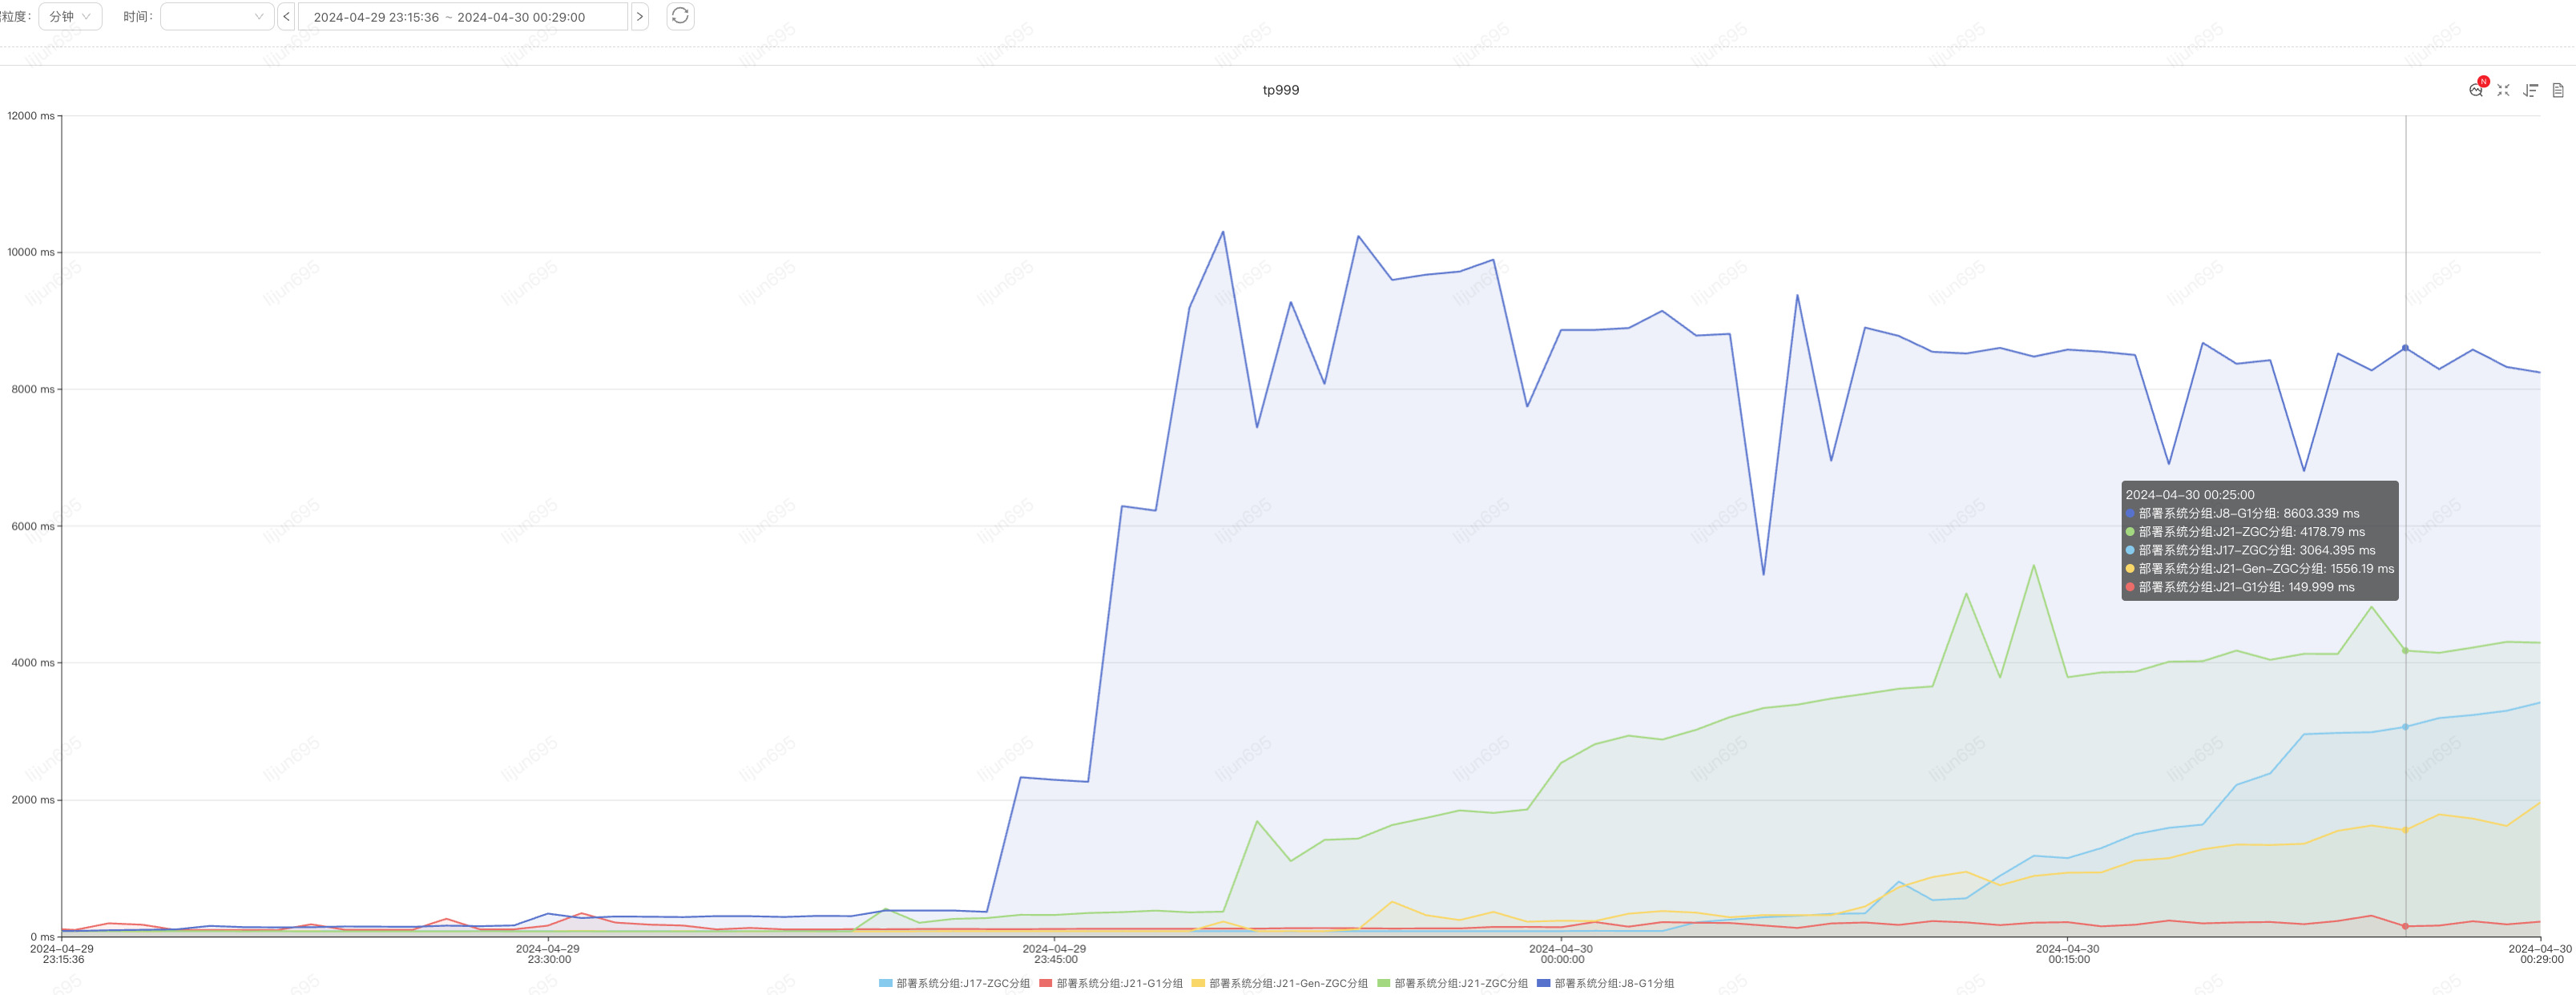 粒度: 分钟 时间: < 2024-04-29 23:15:36 ~ 2024-04-30 00:29:00 >
tp999
N
12000 ms
10000 ms
8000 ms
6000 ms
4000 ms
2000 ms
0 ms
2024-04-30 00:25:00
部署系统分组:J8-G1分组: 8603.339 ms
部署系统分组:J21-ZGC分组: 4178.79 ms
部署系统分组:J17-ZGC分组: 3064.395 ms
部署系统分组:J21-Gen-ZGC分组: 1556.19 ms
部署系统分组:J21-G1分组: 149.999 ms
2024-04-29 23:15:36
2024-04-29 23:30:00
2024-04-29 23:45:00
2024-04-30 00:00:00
2024-04-30 00:15:00
2024-04-30 00:29:00
部署系统分组:J17-ZGC分组 部署系统分组:J21-G1分组 部署系统分组:J21-Gen-ZGC分组 部署系统分组:J21-ZGC分组 部署系统分组:J8-G1分组
lijun695